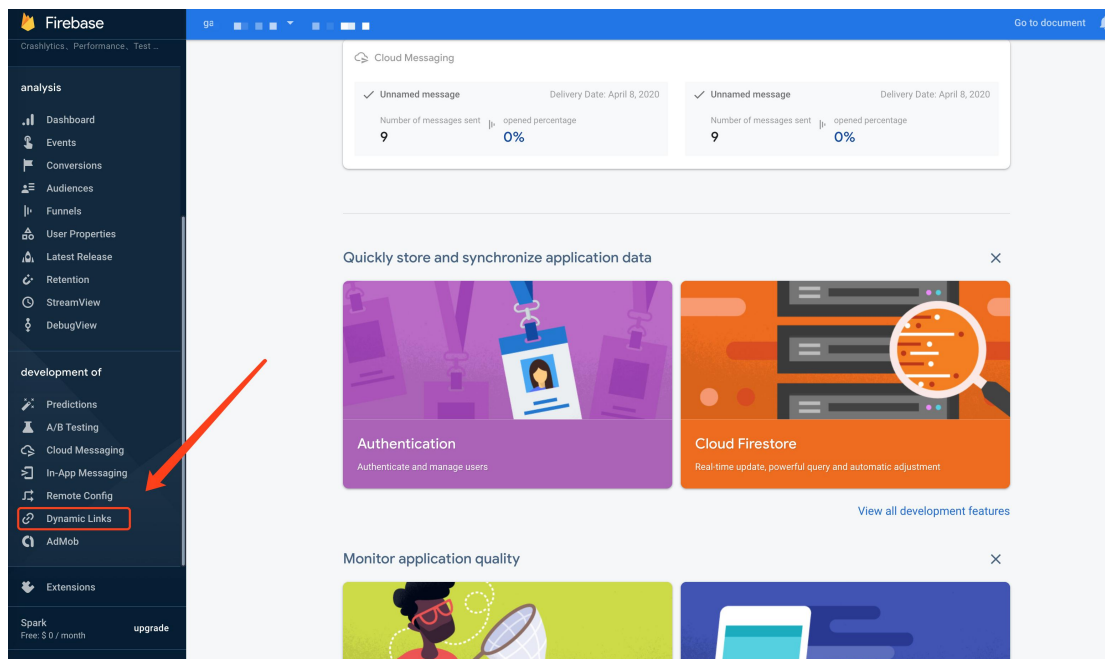 Firebase
ga
Go to document
Crashlytics, Performance, Test ...
analysis
Dashboard
Events
Conversions
Audiences
Funnels
User Properties
Latest Release
Retention
StreamView
DebugView
development of
Predictions
A/B Testing
Cloud Messaging
In-App Messaging
Remote Config
Dynamic Links
AdMob
Extensions
Spark
Free: $ 0 / month
upgrade
Cloud Messaging
Unnamed message
Delivery Date: April 8, 2020
Number of messages sent
opened percentage
9
0%
Unnamed message
Delivery Date: April 8, 2020
Number of messages sent
opened percentage
9
0%
Quickly store and synchronize application data
Authentication
Authenticate and manage users
Cloud Firestore
Real-time update, powerful query and automatic adjustment
View all development features
Monitor application quality